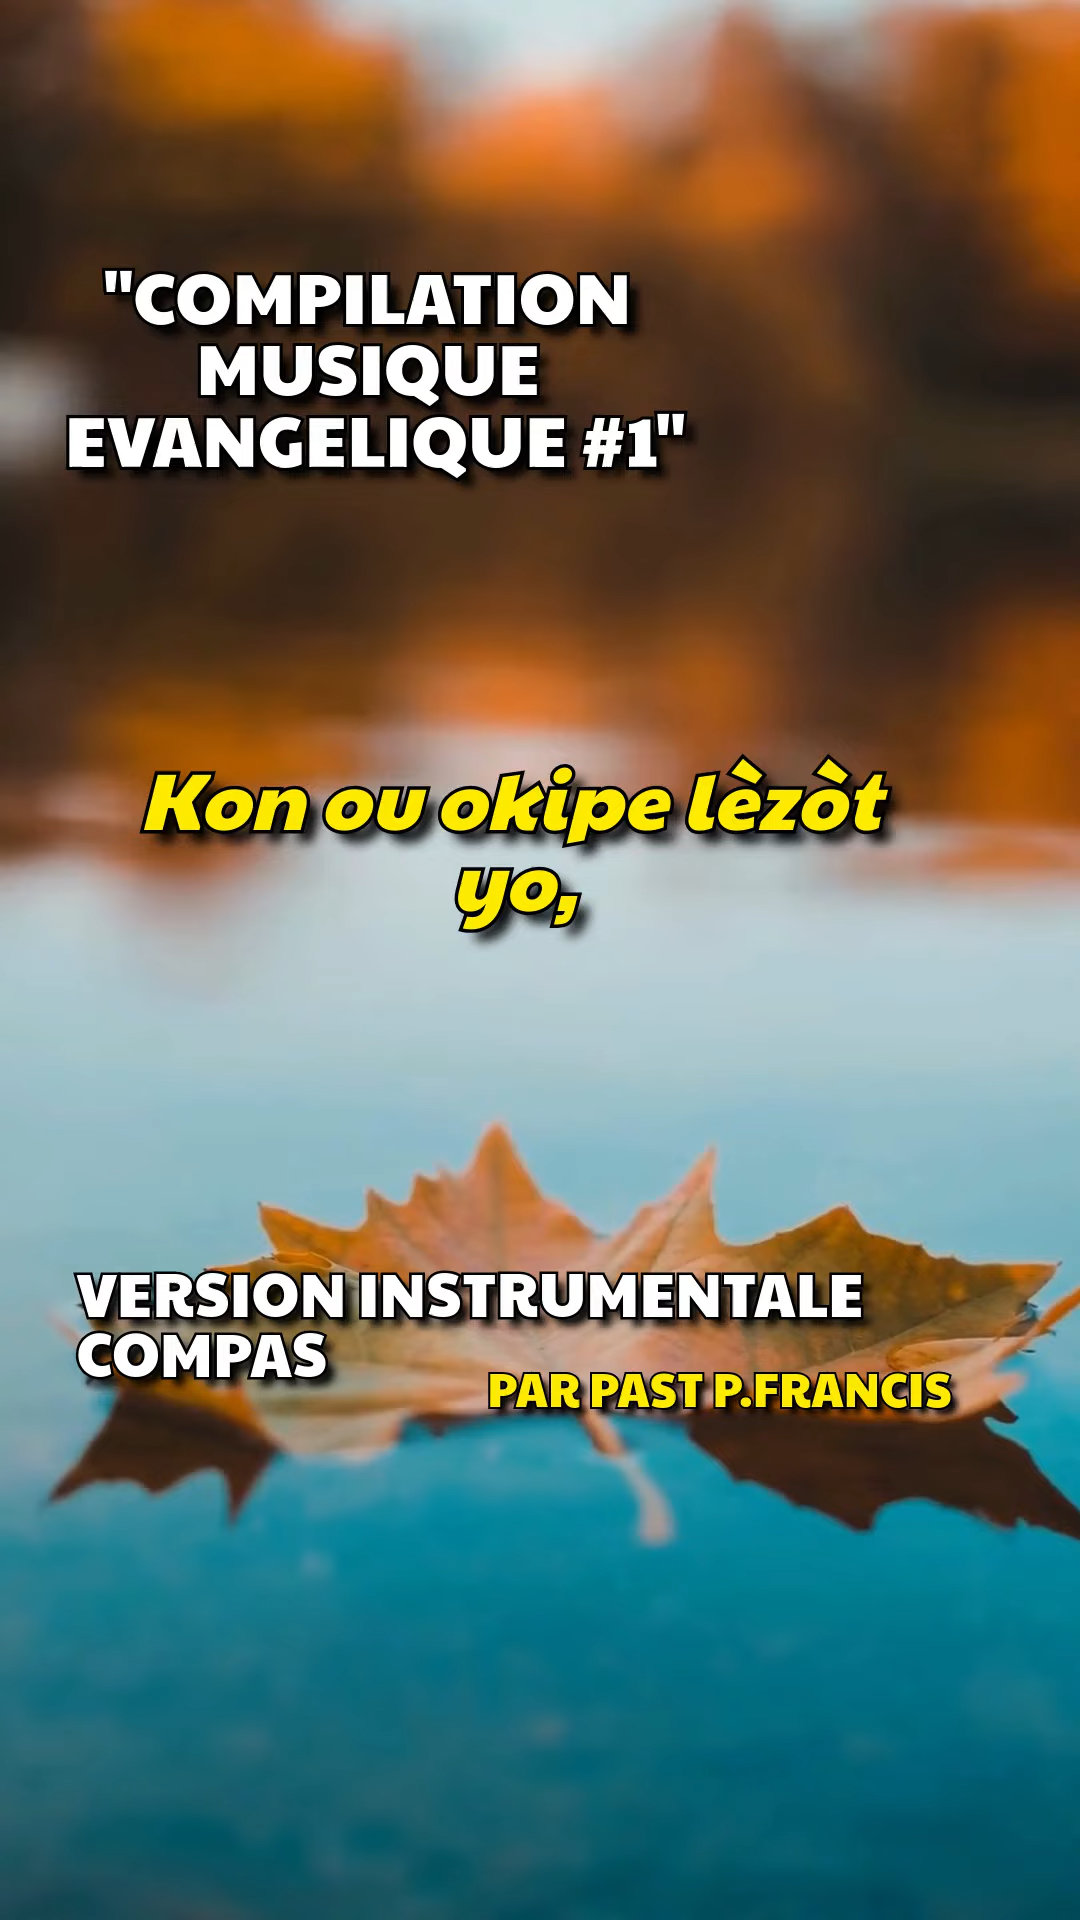 "COMPILATION
MUSIQUE
EVANGELIQUE #1"
Kon ou okipe lèzòt
yo,
VERSION INSTRUMENTALE
COMPAS
PAR PAST P.FRANCIS